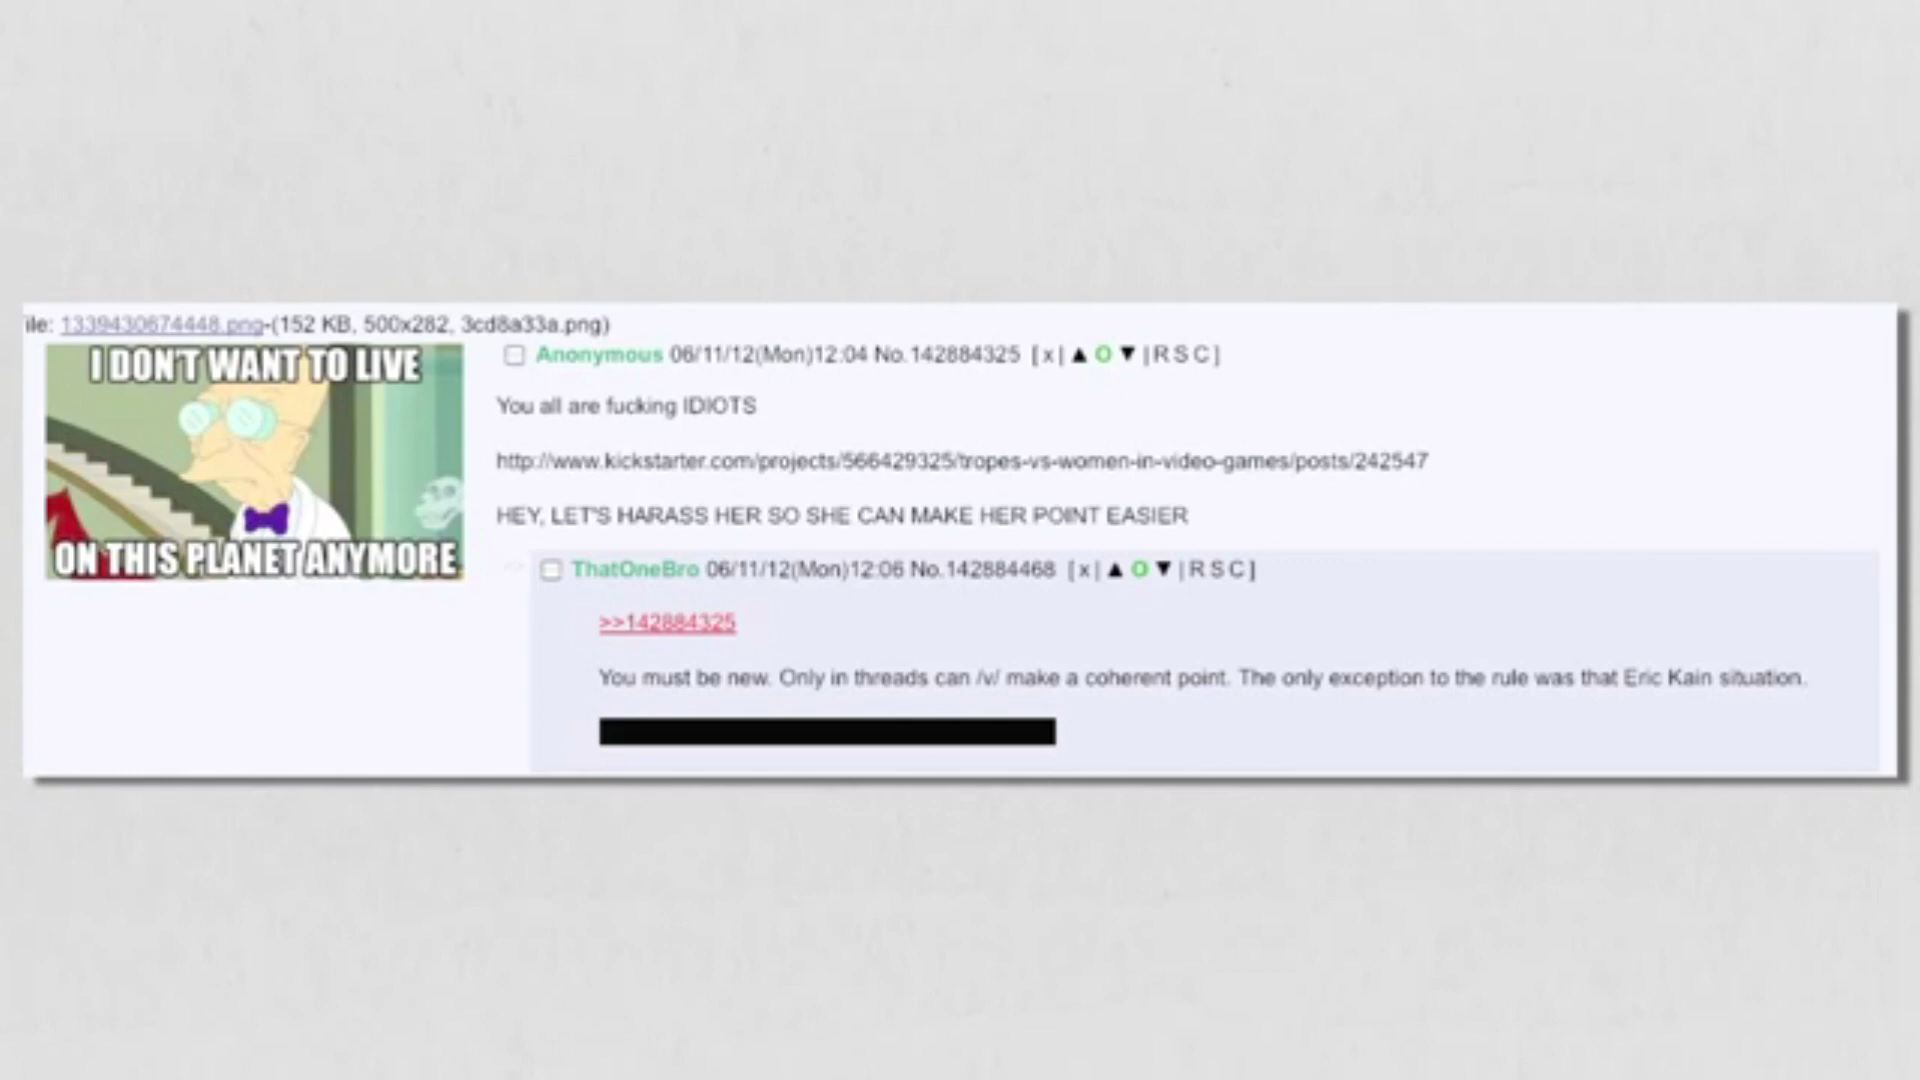 ile: 1339430674448.png-(152 KB, 500x282, 3cd8a33a.png)
I DON'T WANT TO LIVE
ON THIS PLANET ANYMORE
Anonymous 06/11/12(Mon)12:04 No.142884325 [x|▲ O ▼ |R S C]
You all are fucking IDIOTS
http://www.kickstarter.com/projects/566429325/tropes-vs-women-in-video-games/posts/242547
HEY, LET'S HARASS HER SO SHE CAN MAKE HER POINT EASIER
ThatOneBro 06/11/12(Mon)12:06 No.142884468 [x|▲ O ▼ |R S C]
>>142884325
You must be new. Only in threads can /v/ make a coherent point. The only exception to the rule was that Eric Kain situation.